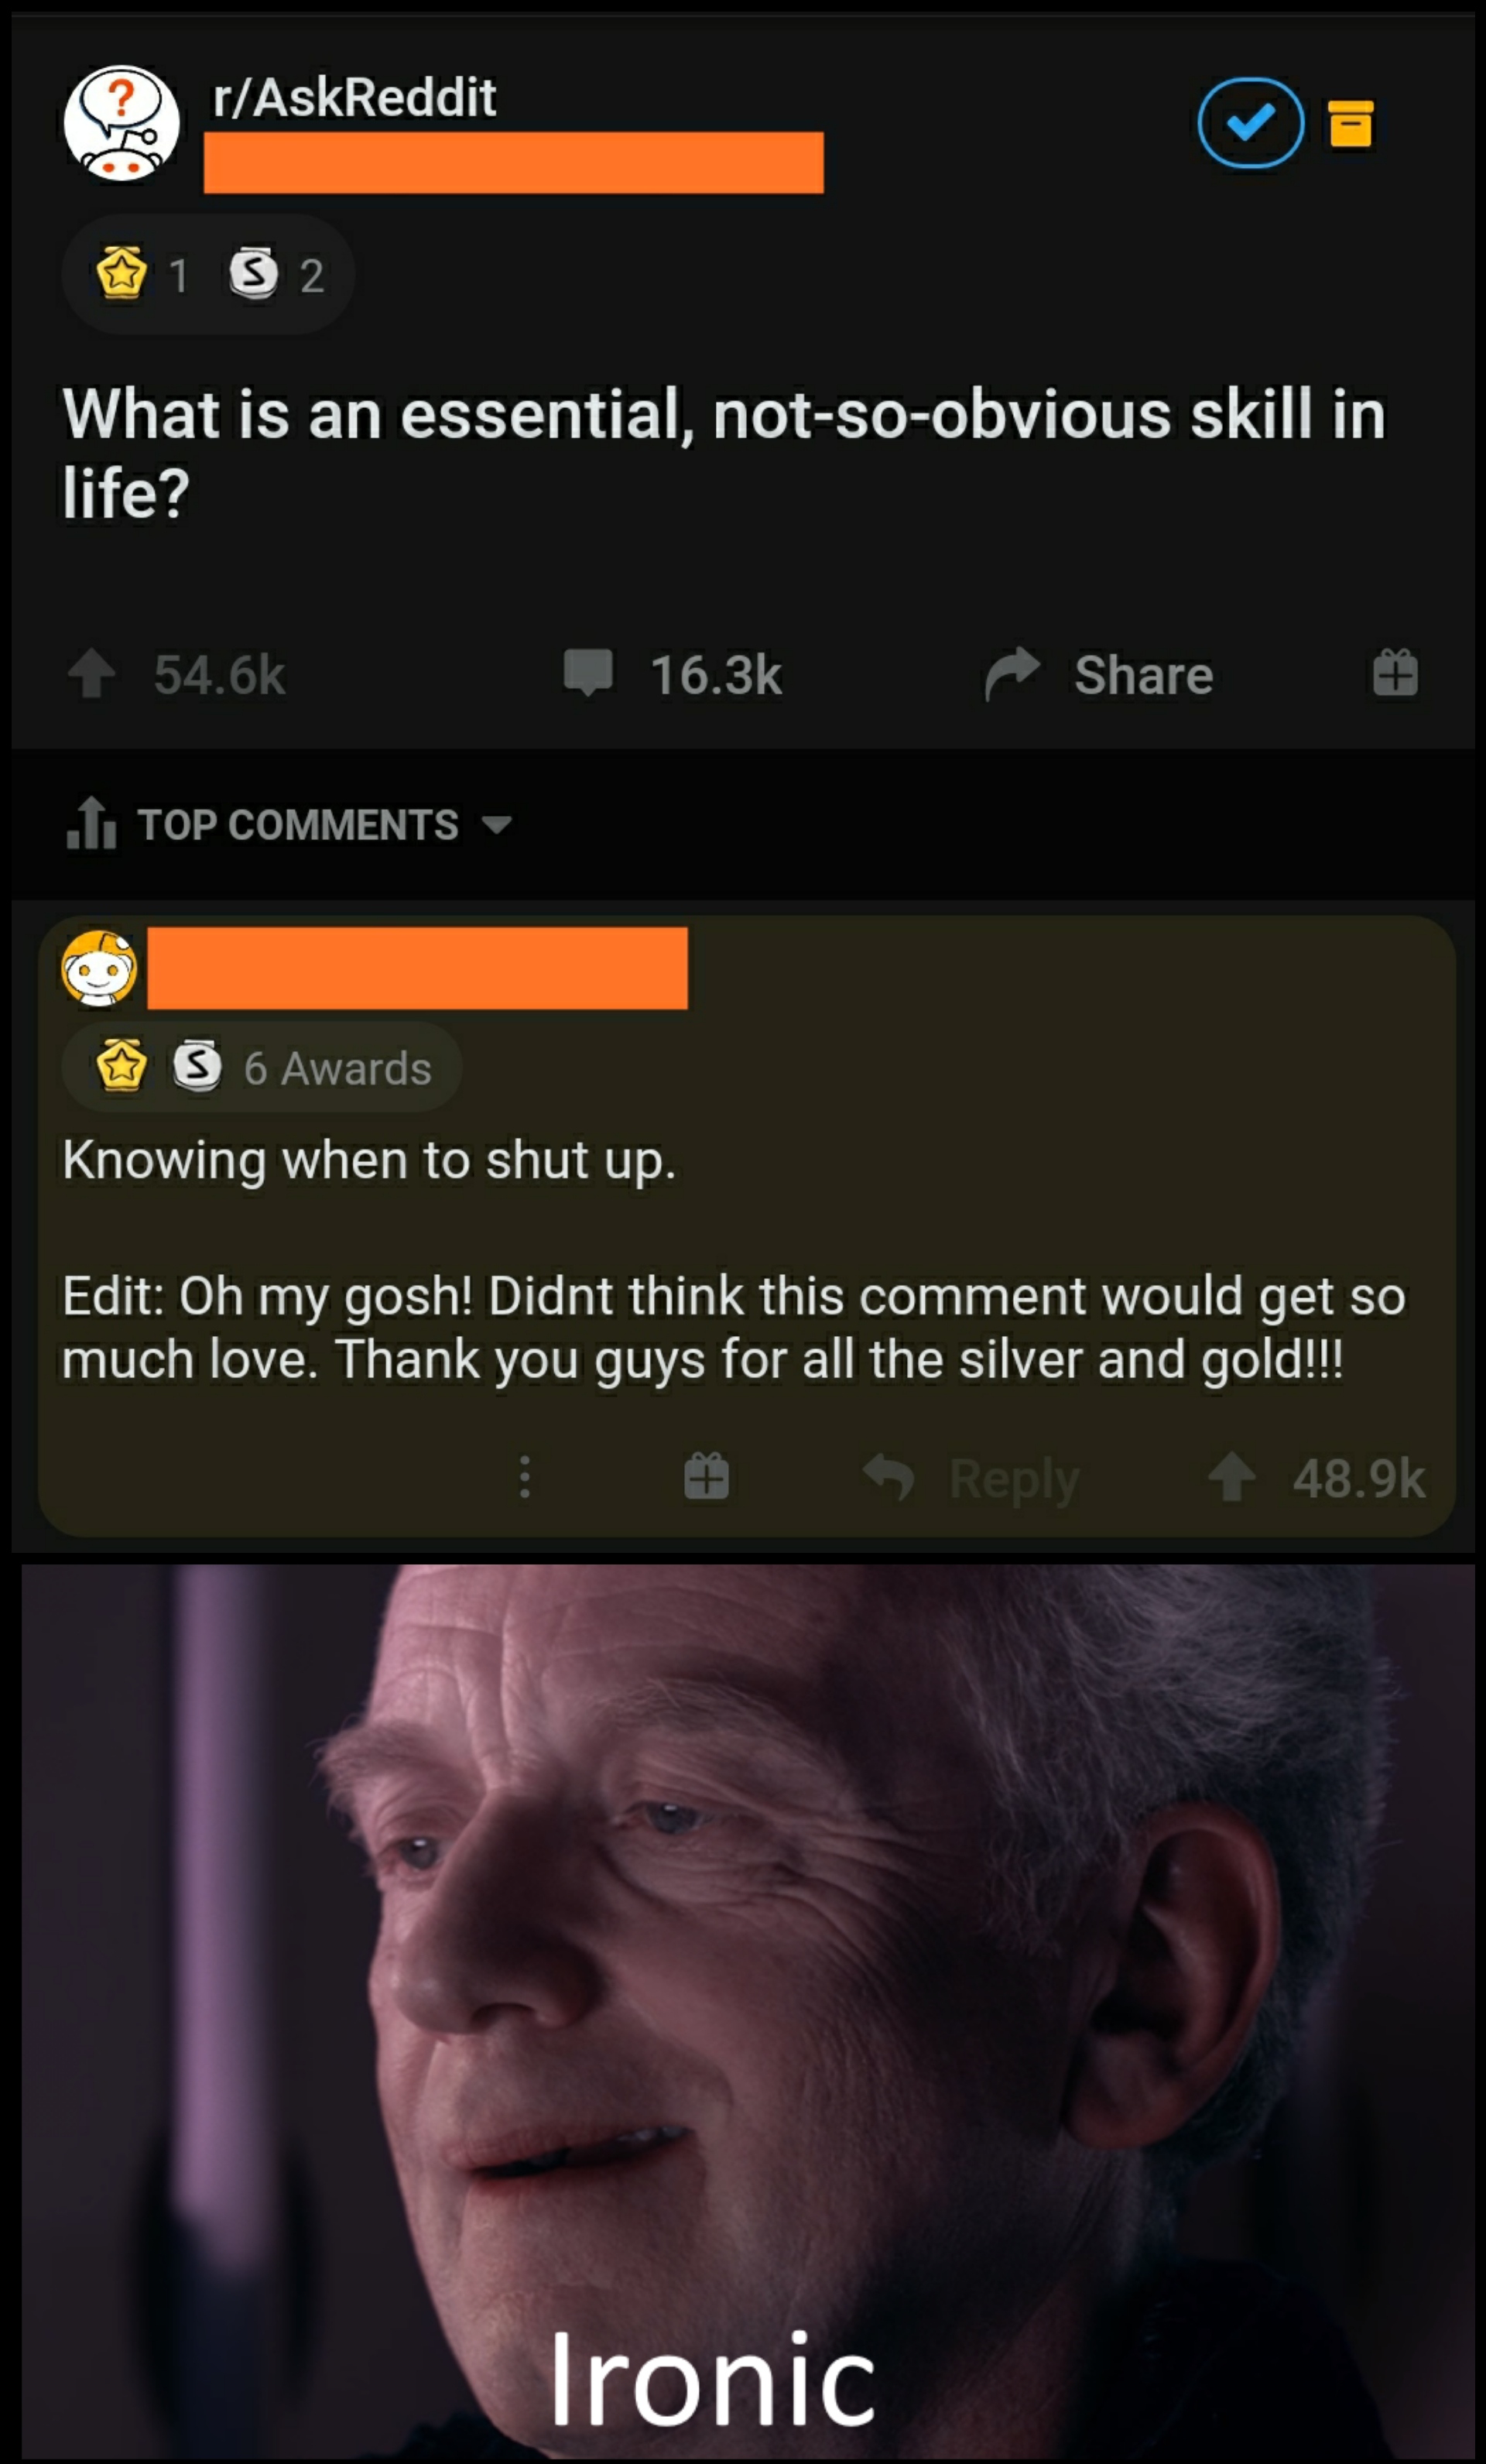 r/AskReddit
1 2
What is an essential, not-so-obvious skill in
life?
54.6k 16.3k Share
TOP COMMENTS
6 Awards
Knowing when to shut up.
Edit: Oh my gosh! Didnt think this comment would get so
much love. Thank you guys for all the silver and gold!!!
Reply 48.9k
Ironic